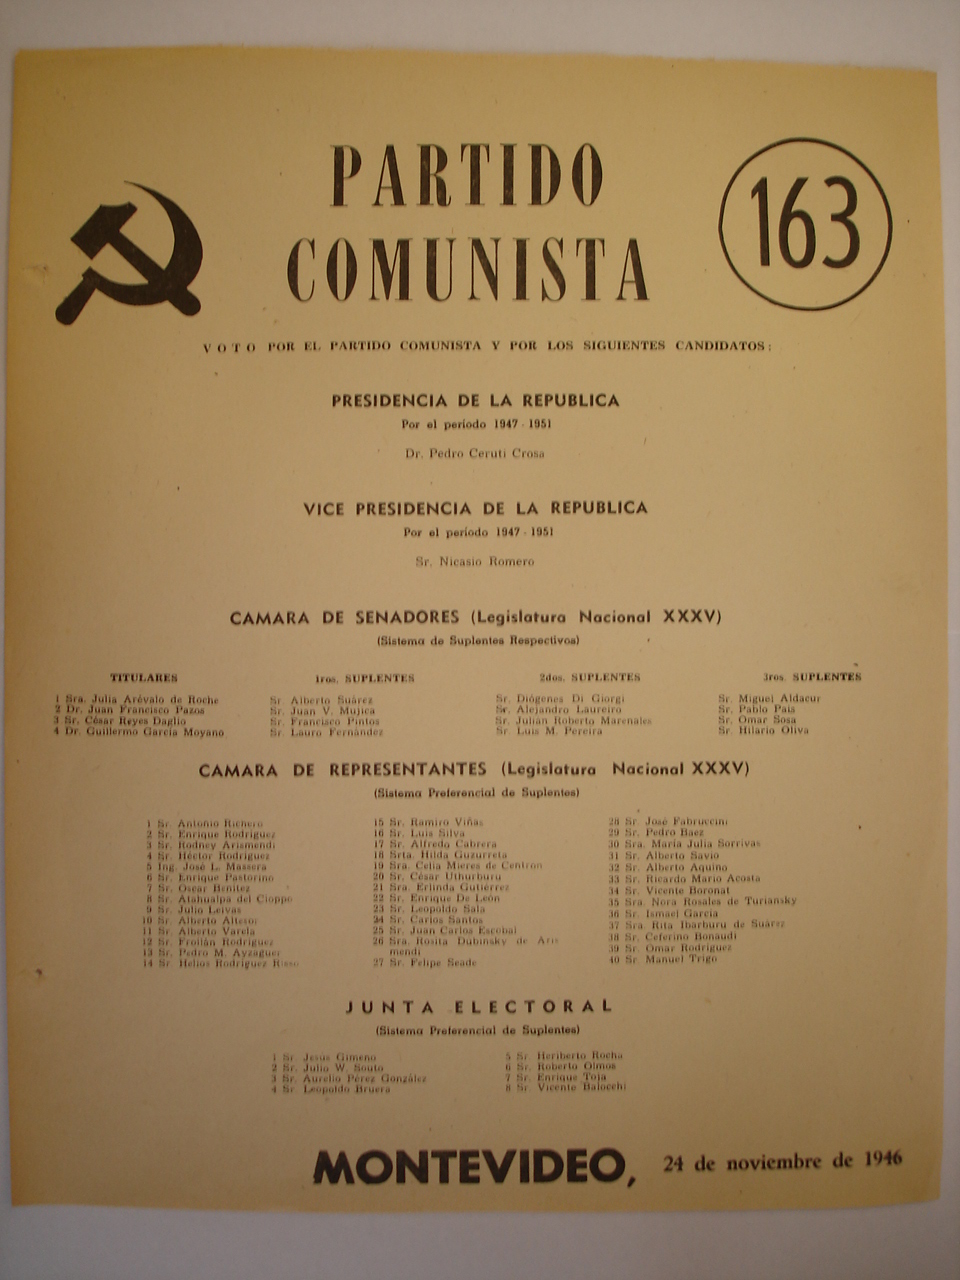 PARTIDO
COMUNISTA
163
VOTO POR EL PARTIDO COMUNISTA Y POR LOS SIGUIENTES CANDIDATOS:
PRESIDENCIA DE LA REPUBLICA
Por el período 1947 - 1951
Dr. Pedro Ceruti Crosa
VICE PRESIDENCIA DE LA REPUBLICA
Por el período 1947 - 1951
Sr. Nicasio Romero
CAMARA DE SENADORES (Legislatura Nacional XXXV)
(Sistema de Suplentes Respectivos)
TITULARES
1 Sra. Julia Arévalo de Roche
2 Dr. Juan Francisco Pazos
3 Sr. César Reyes Daglio
4 Dr. Guillermo García Moyano
1ros. SUPLENTES
Sr. Alberto Suárez
Sr. Juan V. Mujica
Sr. Francisco Pintos
Sr. Lauro Fernández
2dos. SUPLENTES
Sr. Diógenes Di Giorgi
Sr. Alejandro Laureiro
Sr. Julián Roberto Marenales
Sr. Luis M. Pereira
3ros. SUPLENTES
Sr. Miguel Aldacur
Sr. Pablo Pais
Sr. Omar Sosa
Sr. Hilario Oliva
CAMARA DE REPRESENTANTES (Legislatura Nacional XXXV)
(Sistema Preferencial de Suplentes)
1 Sr. Antonio Richero
2 Sr. Enrique Rodríguez
3 Sr. Rodney Arismendi
4 Sr. Héctor Rodríguez
5 Ing. José L. Massera
6 Sr. Enrique Pastorino
7 Sr. Oscar Benítez
8 Sr. Atahualpa del Cioppo
9 Sr. Julio Leivas
10 Sr. Alberto
11 Sr. Alberto Varela
12 Sr. Froilán Rodríguez
13 Sr. Pedro M. Ayzaguer
14 Sr. Helios Rodríguez Risso
15 Sr. Ramiro Viñas
16 Sr. Luis Silva
17 Sr. Alfredo Cabrera
18 Srta. Hilda Guzurreta
19 Sra. Celia Mieres de Centrón
20 Sr. César Uthurburu
21 Sra. Erlinda Gutiérrez
22 Sr. Enrique De León
23 Sr. Leopoldo Sala
24 Sr. Carlos Santos
25 Sr. Juan Carlos Escobal
26 Sra. Rosita Dubinsky de Aris
mendi
27 Sr. Felipe Seade
28 Sr. José Fabruccini
29 Sr. Pedro Baez
30 Sra. María Julia Sorrivas
31 Sr. Alberto Savio
32 Sr. Alberto Aquino
33 Sr. Ricardo Mario Acosta
34 Sr. Vicente Boronat
35 Sra. Nora Rosales de Turiansky
36 Sr. Ismael García
37 Sra. Rita Ibarburu de Suárez
38 Sr. Ceferino Bonaudi
39 Sr. Omar Rodríguez
40 Sr. Manuel Trigo
JUNTA ELECTORAL
(Sistema Preferencial de Suplentes)
1 Sr. Jesús Gimeno
2 Sr. Julio W. Souto
3 Sr. Aurelio Pérez González
4 Sr. Leopoldo Bruera
5 Sr. Heriberto Rocha
6 Sr. Roberto Olmos
7 Sr. Enrique Toja
8 Sr. Vicente Balocchi
MONTEVIDEO, 24 de noviembre de 1946